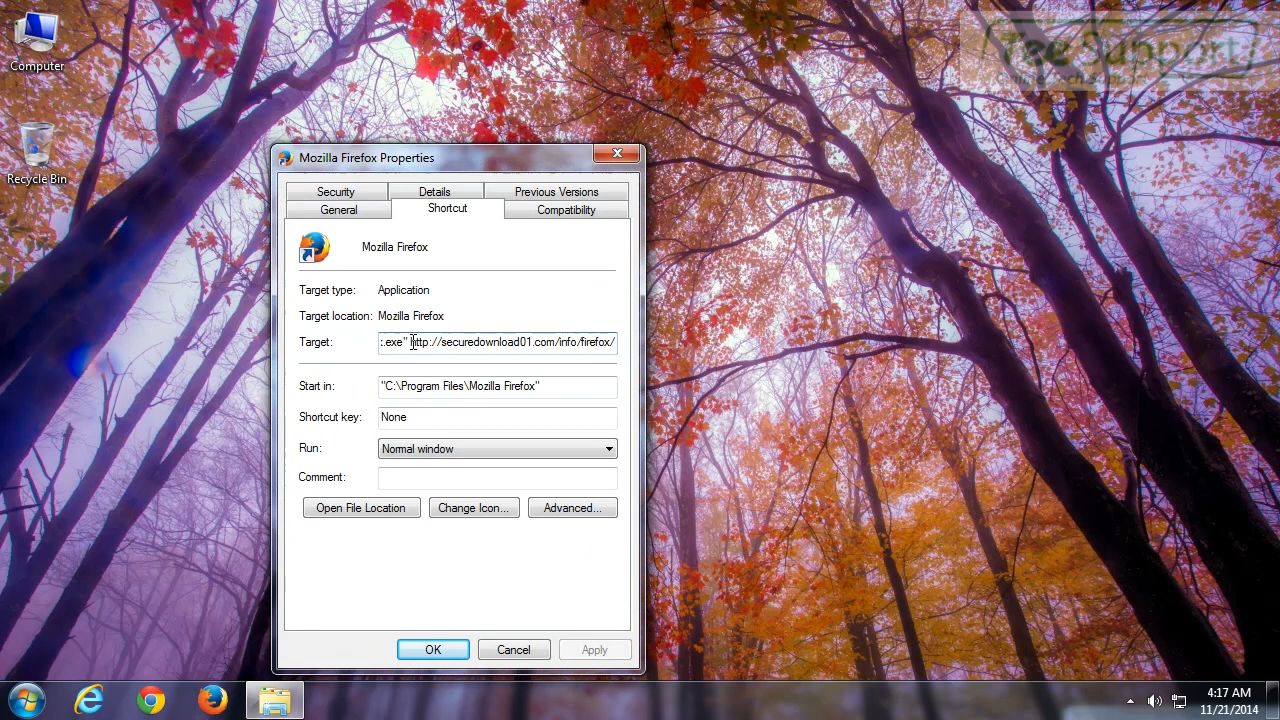 Computer
Recycle Bin
Tee Support
Mozilla Firefox Properties
Security
Details
Previous Versions
General
Shortcut
Compatibility
Mozilla Firefox
Target type:
Application
Target location:
Mozilla Firefox
Target:
:.exe" http://securedownload01.com/info/firefox/
Start in:
"C:\Program Files\Mozilla Firefox"
Shortcut key:
None
Run:
Normal window
Comment:
Open File Location
Change Icon...
Advanced...
OK
Cancel
Apply
4:17 AM
11/21/2014